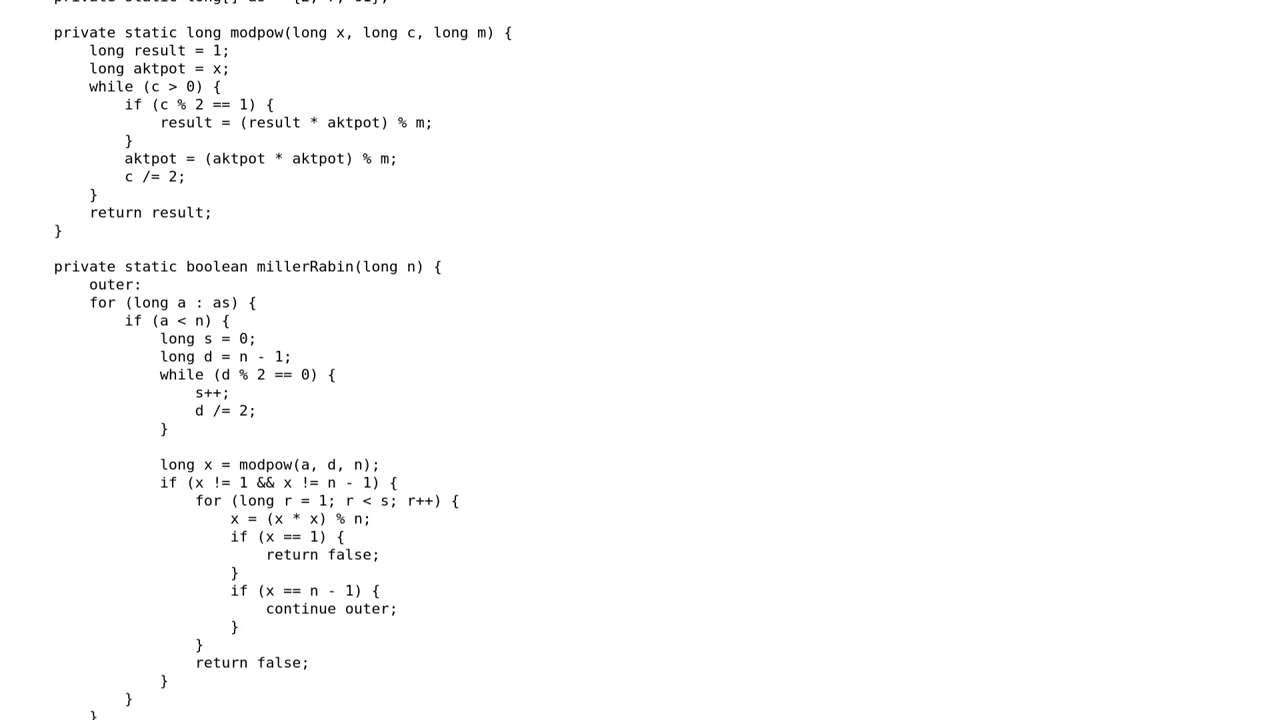 private static long modpow(long x, long c, long m) {
    long result = 1;
    long aktpot = x;
    while (c > 0) {
        if (c % 2 == 1) {
            result = (result * aktpot) % m;
        }
        aktpot = (aktpot * aktpot) % m;
        c /= 2;
    }
    return result;
}
private static boolean millerRabin(long n) {
    outer:
    for (long a : as) {
        if (a < n) {
            long s = 0;
            long d = n - 1;
            while (d % 2 == 0) {
                s++;
                d /= 2;
            }
            long x = modpow(a, d, n);
            if (x != 1 && x != n - 1) {
                for (long r = 1; r < s; r++) {
                    x = (x * x) % n;
                    if (x == 1) {
                        return false;
                    }
                    if (x == n - 1) {
                        continue outer;
                    }
                }
                return false;
            }
        }
    }